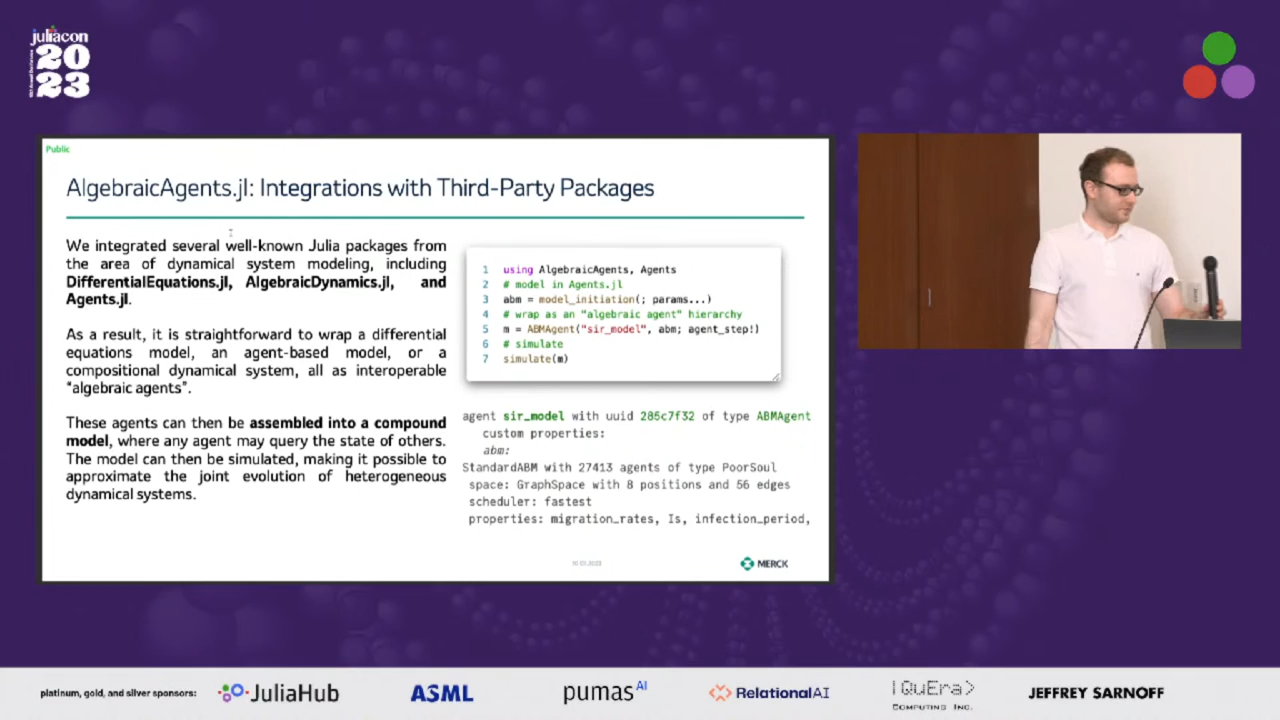 juliacon
20
23
Public
AlgebraicAgents.jl: Integrations with Third-Party Packages
We integrated several well-known Julia packages from
the area of dynamical system modeling, including
DifferentialEquations.jl, AlgebraicDynamics.jl, and
Agents.jl.
As a result, it is straightforward to wrap a differential
equations model, an agent-based model, or a
compositional dynamical system, all as interoperable
“algebraic agents”.
These agents can then be assembled into a compound
model, where any agent may query the state of others.
The model can then be simulated, making it possible to
approximate the joint evolution of heterogeneous
dynamical systems.
1 using AlgebraicAgents, Agents
2 # model in Agents.jl
3 abm = model_initiation(; params...)
4 # wrap as an "algebraic agent" hierarchy
5 m = ABMAgent("sir_model", abm; agent_step!)
6 # simulate
7 simulate(m)
agent sir_model with uuid 285c7f32 of type ABMAgent
custom properties:
abm:
StandardABM with 27413 agents of type PoorSoul
space: GraphSpace with 8 positions and 56 edges
scheduler: fastest
properties: migration_rates, Is, infection_period,
MERCK
platinum, gold, and silver sponsors:
JuliaHub
ASML
pumas AI
RelationalAI
|QuEra>
COMPUTING INC.
JEFFREY SARNOFF